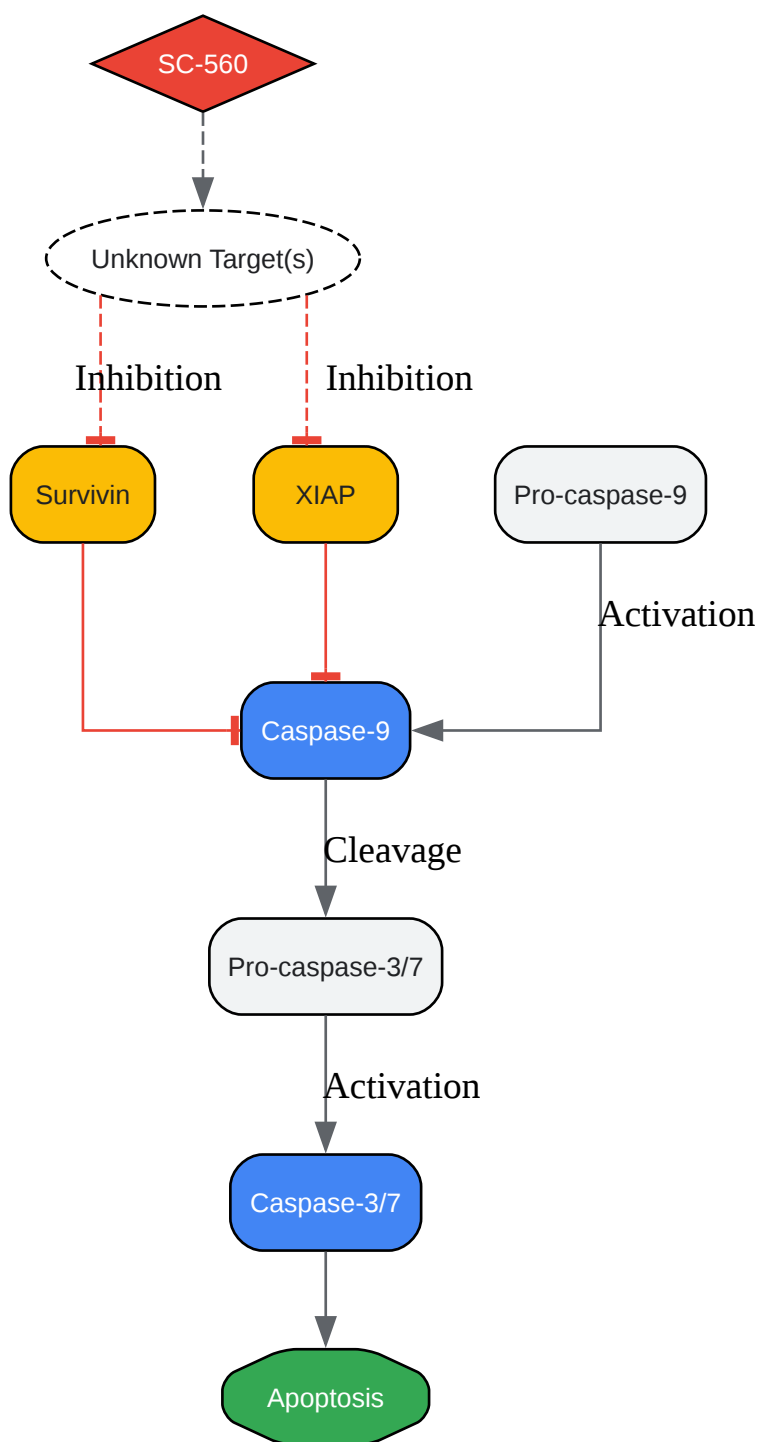 SC-560
Unknown Target(s)
Inhibition
Inhibition
Survivin
XIAP
Pro-caspase-9
Activation
Caspase-9
Cleavage
Pro-caspase-3/7
Activation
Caspase-3/7
Apoptosis